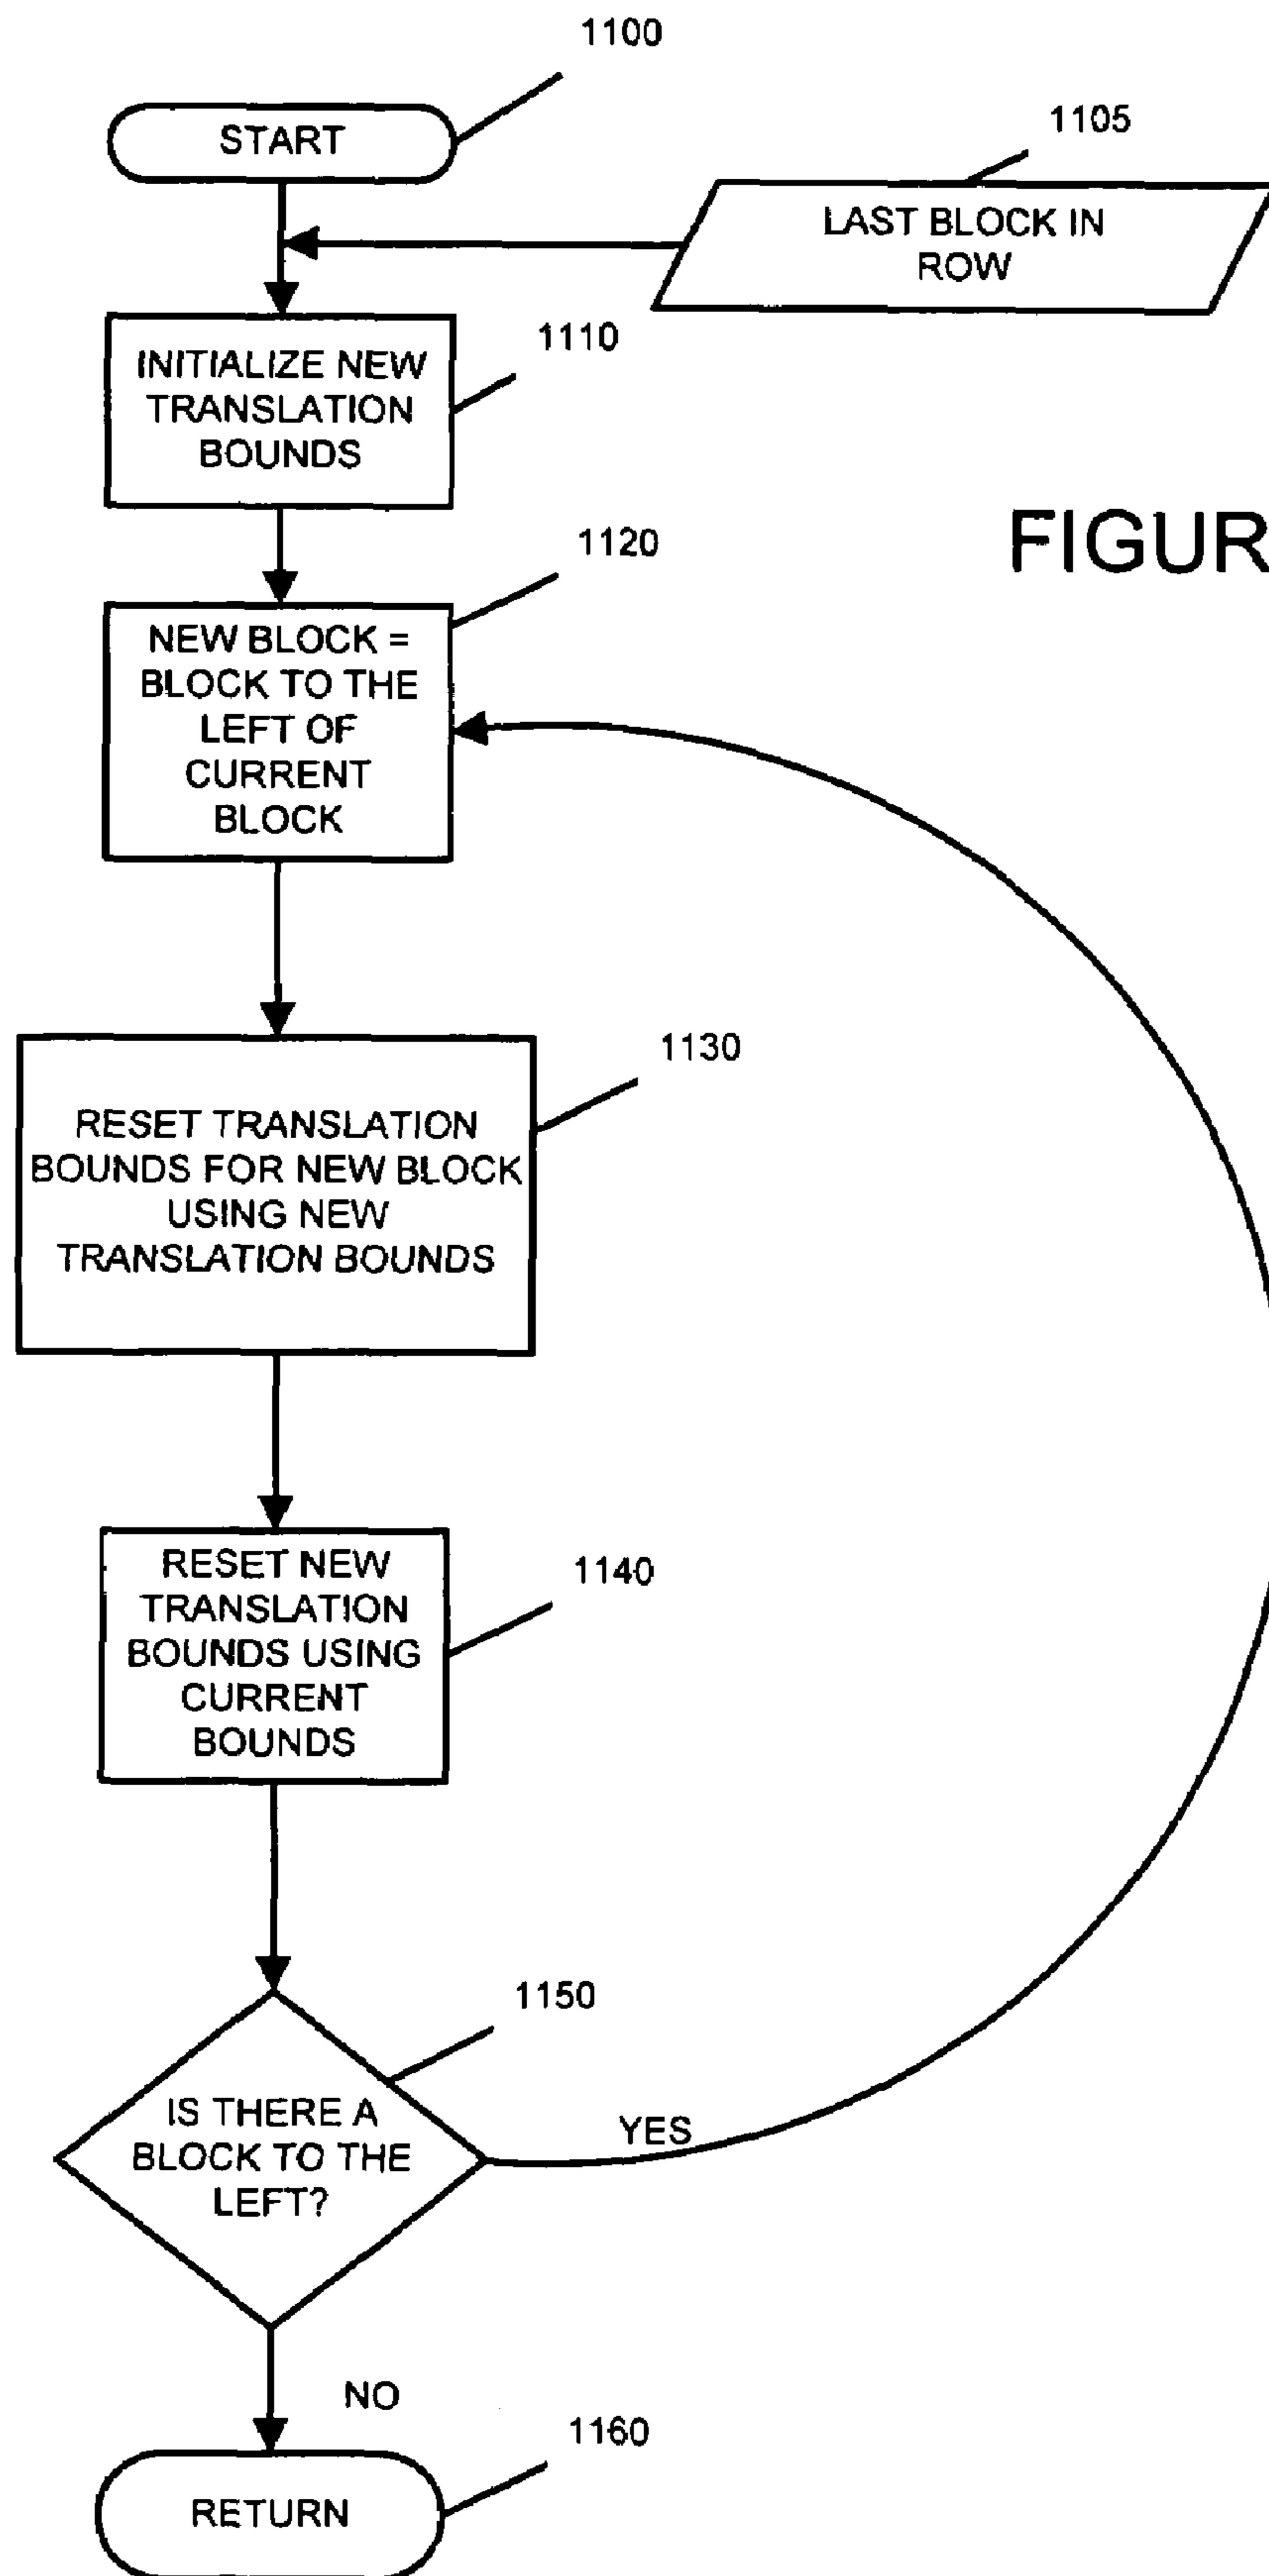 1100
START
1105
LAST BLOCK IN
ROW
1110
INITIALIZE NEW
TRANSLATION
BOUNDS
FIGUR
1120
NEW BLOCK =
BLOCK TO THE
LEFT OF
CURRENT
BLOCK
1130
RESET TRANSLATION
BOUNDS FOR NEW BLOCK
USING NEW
TRANSLATION BOUNDS
1140
RESET NEW
TRANSLATION
BOUNDS USING
CURRENT
BOUNDS
1150
IS THERE A
BLOCK TO THE
LEFT?
YES
NO
1160
RETURN